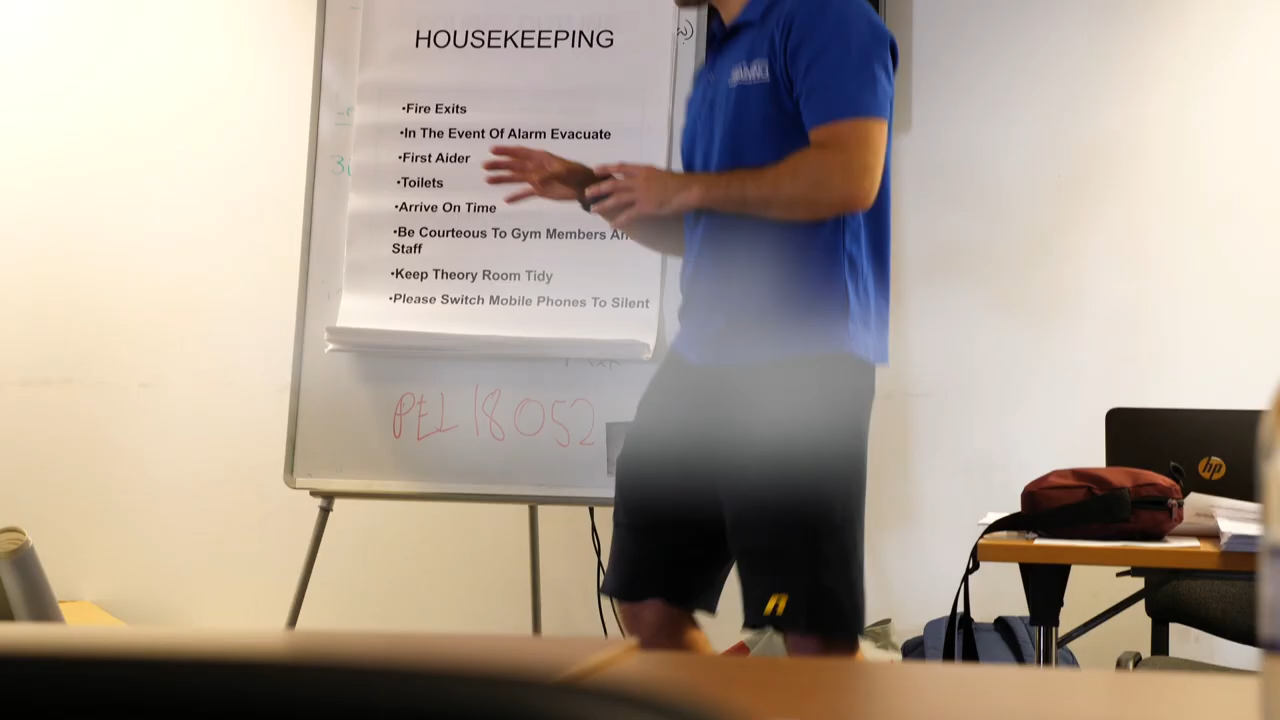 HOUSEKEEPING
•Fire Exits
•In The Event Of Alarm Evacuate
•First Aider
•Toilets
•Arrive On Time
•Be Courteous To Gym Members
Staff
•Keep Theory Room Tidy
•Please Switch Mobile Phones To Silent
PEL 18052
hp